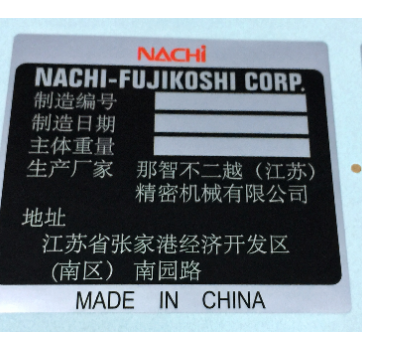 NACHi
NACHI-FUJIKOSHI CORP.
制造编号
制造日期
主体重量
生产厂家 那智不二越（江苏）
精密机械有限公司
地址
江苏省张家港经济开发区
(南区) 南园路
MADE IN CHINA